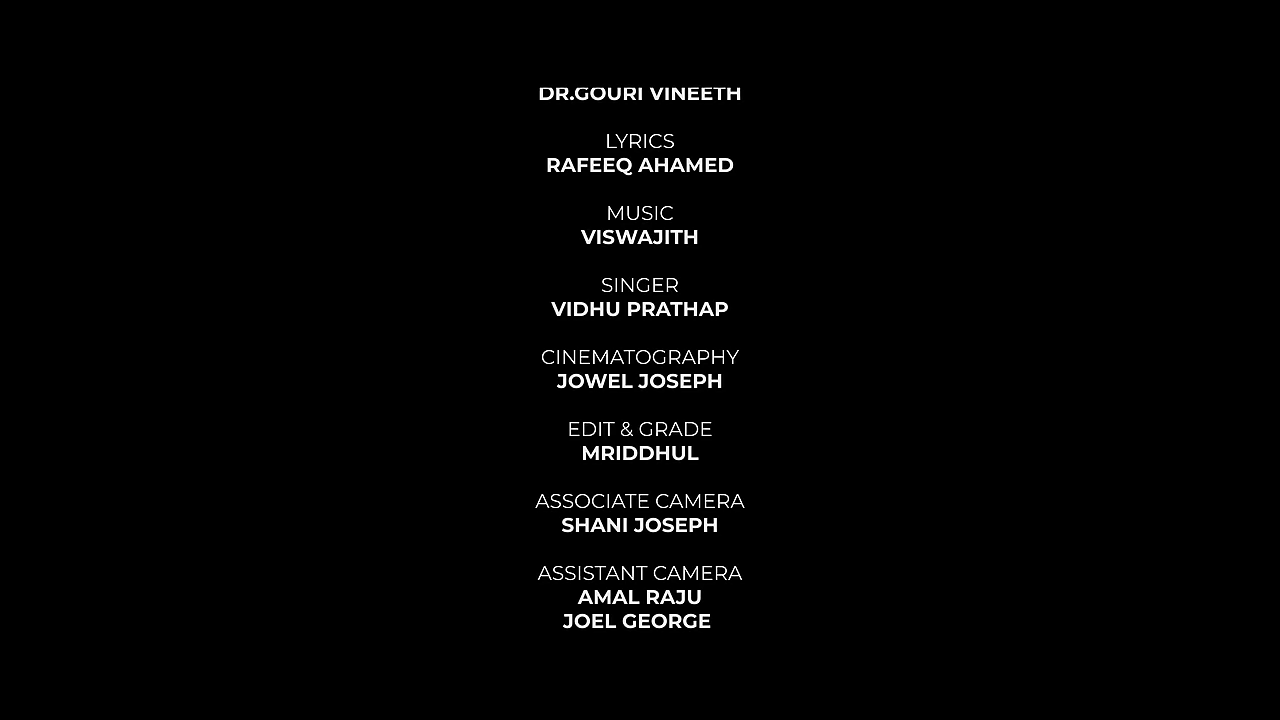 DR.GOURI VINEETH
LYRICS
RAFEEQ AHAMED
MUSIC
VISWAJITH
SINGER
VIDHU PRATHAP
CINEMATOGRAPHY
JOWEL JOSEPH
EDIT & GRADE
MRIDDHUL
ASSOCIATE CAMERA
SHANI JOSEPH
ASSISTANT CAMERA
AMAL RAJU
JOEL GEORGE